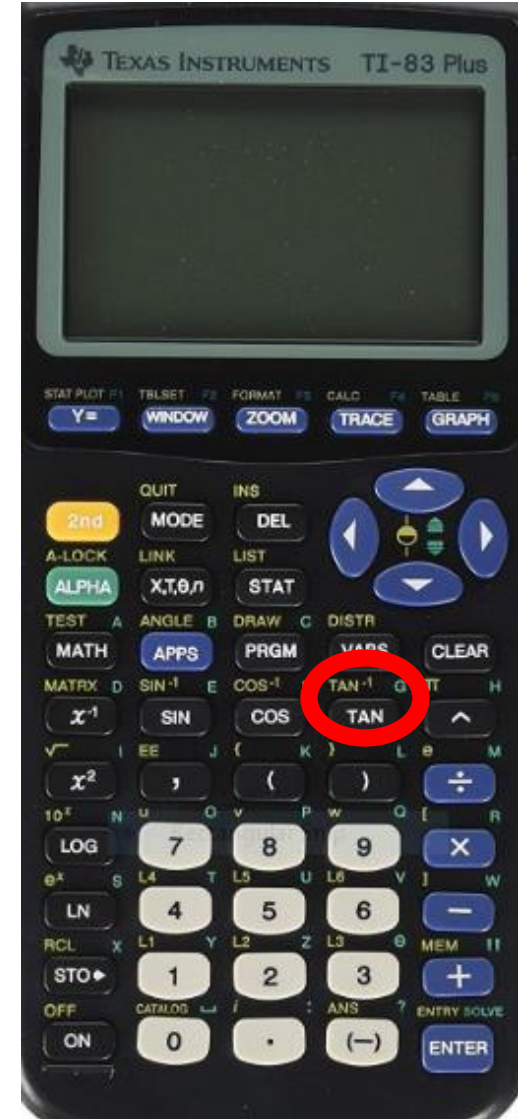 TEXAS INSTRUMENTS TI-83 Plus
STAT PLOT F1 TBLSET F2 FORMAT F3 CALC F4 TABLE F5
Y= WINDOW ZOOM TRACE GRAPH
QUIT INS
2nd MODE DEL
A-LOCK LINK LIST
ALPHA X,T,θ,n STAT
TEST A ANGLE B DRAW C DISTR
MATH APPS PRGM VARS CLEAR
MATRX D SIN-1 E COS-1 TAN-1 G π H
x-1 SIN COS TAN ^
√ I EE J { K } L e M
x2 , ( ) ÷
10x N u O v P w Q [ R
LOG 7 8 9 ×
ex S L4 T L5 U L6 V ] W
LN 4 5 6 −
RCL X L1 Y L2 Z L3 θ MEM "
STO▸ 1 2 3 +
OFF CATALOG i : ANS ? ENTRY SOLVE
ON 0 . (—) ENTER